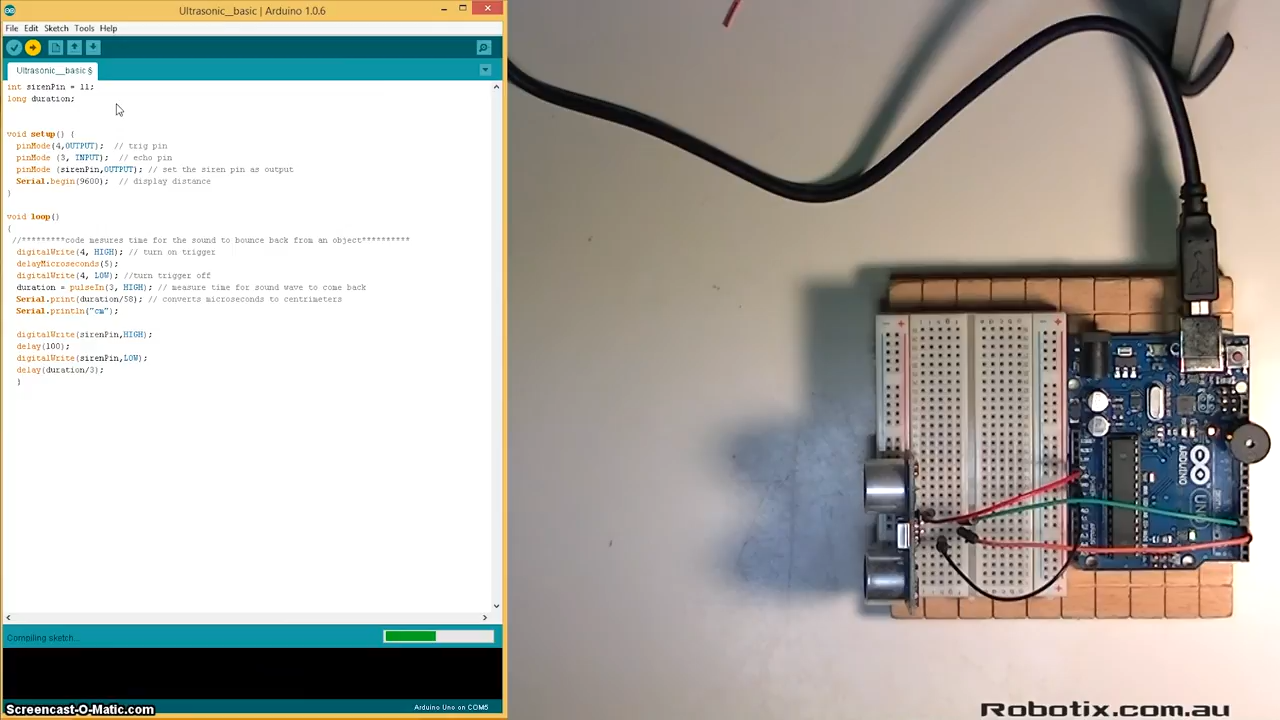 Ultrasonic__basic | Arduino 1.0.6
File Edit Sketch Tools Help
Ultrasonic__basic §
int sirenPin = 11;
long duration;
void setup() {
pinMode(4,OUTPUT); // trig pin
pinMode (3, INPUT); // echo pin
pinMode (sirenPin,OUTPUT); // set the siren pin as output
Serial.begin(9600); // display distance
}
void loop()
{
//*********code mesures time for the sound to bounce back from an object**********
digitalWrite(4, HIGH); // turn on trigger
delayMicroseconds(5);
digitalWrite(4, LOW); //turn trigger off
duration = pulseIn(3, HIGH); // measure time for sound wave to come back
Serial.print(duration/58); // converts microseconds to centrimeters
Serial.println("cm");
digitalWrite(sirenPin,HIGH);
delay(100);
digitalWrite(sirenPin,LOW);
delay(duration/3);
}
Compiling sketch...
Arduino Uno on COM5
Screencast-O-Matic.com
ARDUINO
UNO
Robotix.com.au